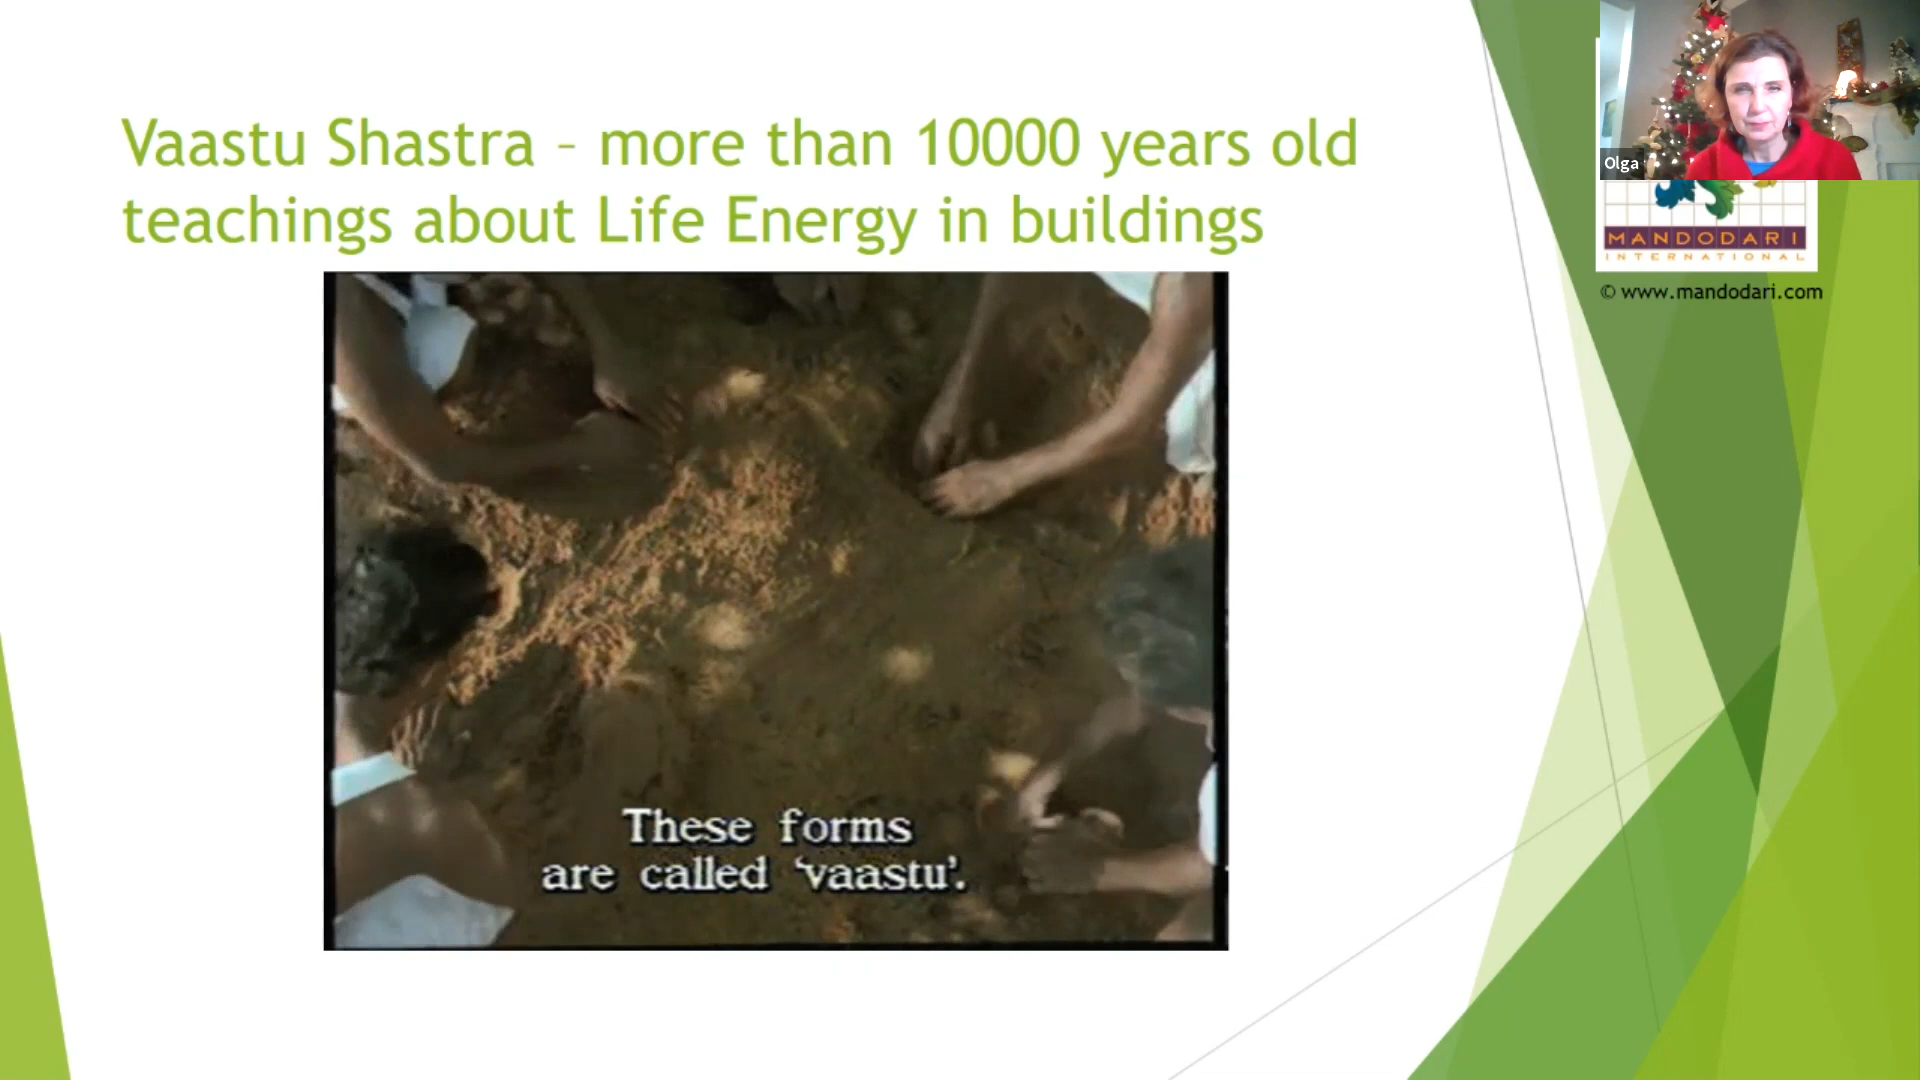 Vaastu Shastra – more than 10000 years old
teachings about Life Energy in buildings
Olga
MANDODARI
INTERNATIONAL
© www.mandodari.com
These forms
are called ‘vaastu’.